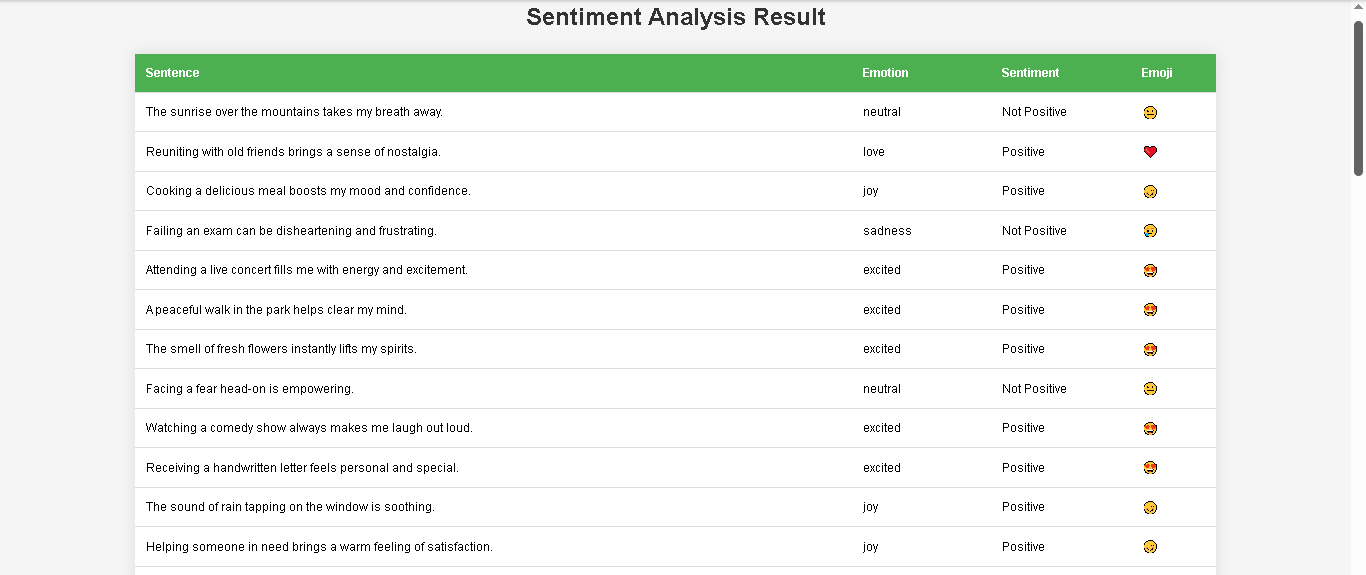 Sentiment Analysis Result
Sentence Emotion Sentiment Emoji
The sunrise over the mountains takes my breath away. neutral Not Positive 😐
Reuniting with old friends brings a sense of nostalgia. love Positive ❤️
Cooking a delicious meal boosts my mood and confidence. joy Positive
Failing an exam can be disheartening and frustrating. sadness Not Positive 😢
Attending a live concert fills me with energy and excitement. excited Positive 😍
A peaceful walk in the park helps clear my mind. excited Positive 😍
The smell of fresh flowers instantly lifts my spirits. excited Positive 😍
Facing a fear head-on is empowering. neutral Not Positive 😐
Watching a comedy show always makes me laugh out loud. excited Positive 😍
Receiving a handwritten letter feels personal and special. excited Positive 😍
The sound of rain tapping on the window is soothing. joy Positive
Helping someone in need brings a warm feeling of satisfaction. joy Positive